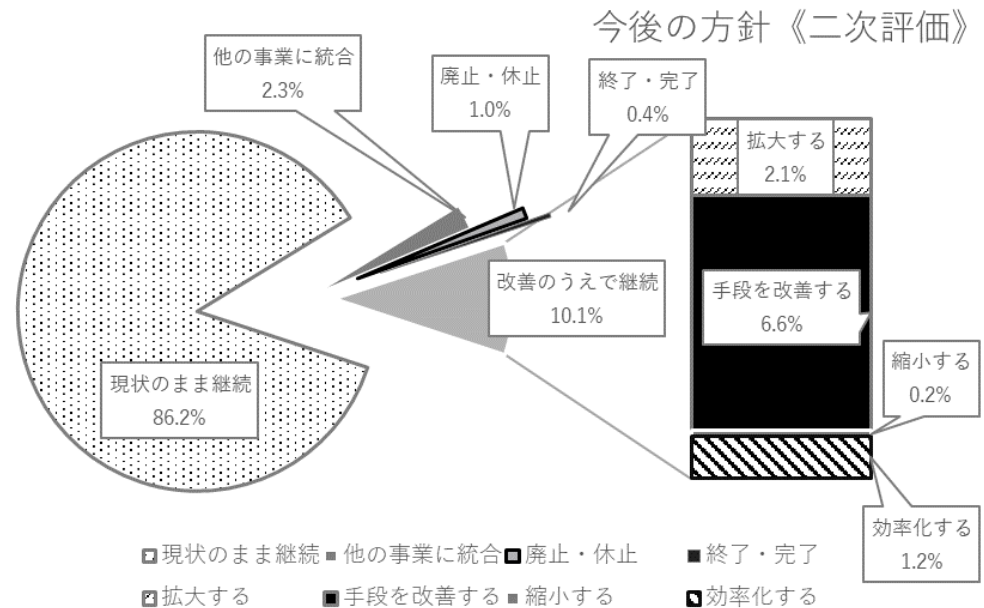 今後の方針《二次評価》
他の事業に統合
2.3%
廃止・休止
1.0%
終了・完了
0.4%
拡大する
2.1%
改善のうえで継続
10.1%
手段を改善する
6.6%
現状のまま継続
86.2%
縮小する
0.2%
効率化する
1.2%
現状のまま継続 他の事業に統合 廃止・休止 終了・完了
拡大する 手段を改善する 縮小する 効率化する